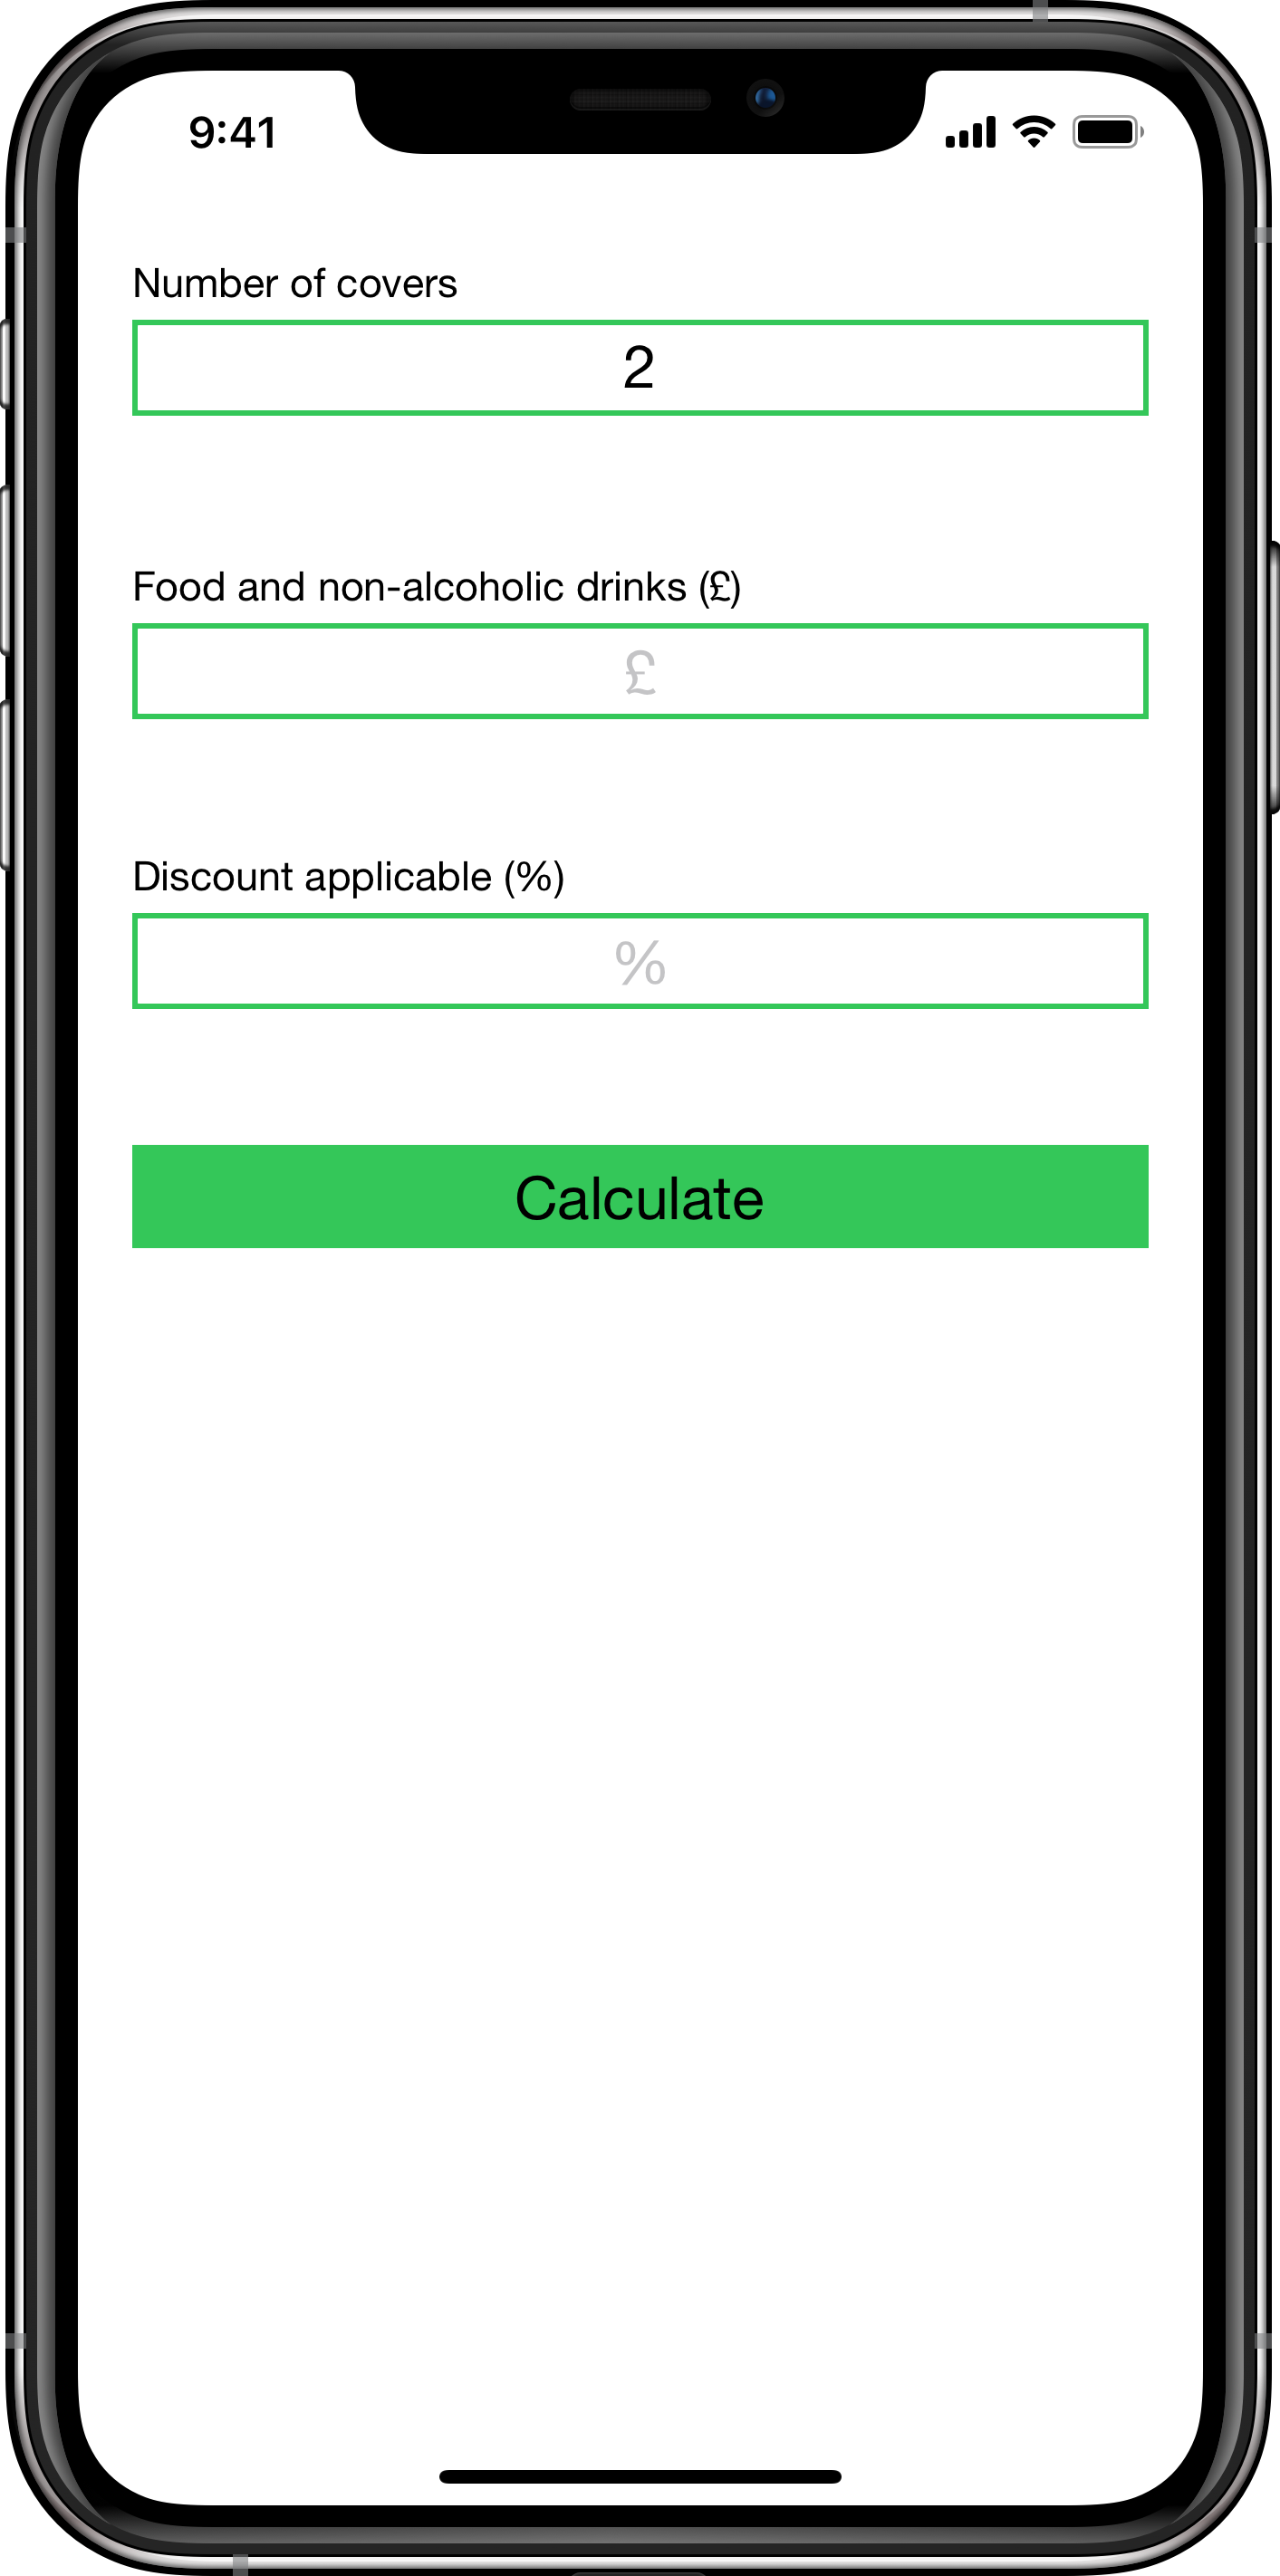 9:41
Number of covers
2
Food and non-alcoholic drinks (£)
£
Discount applicable (%)
%
Calculate